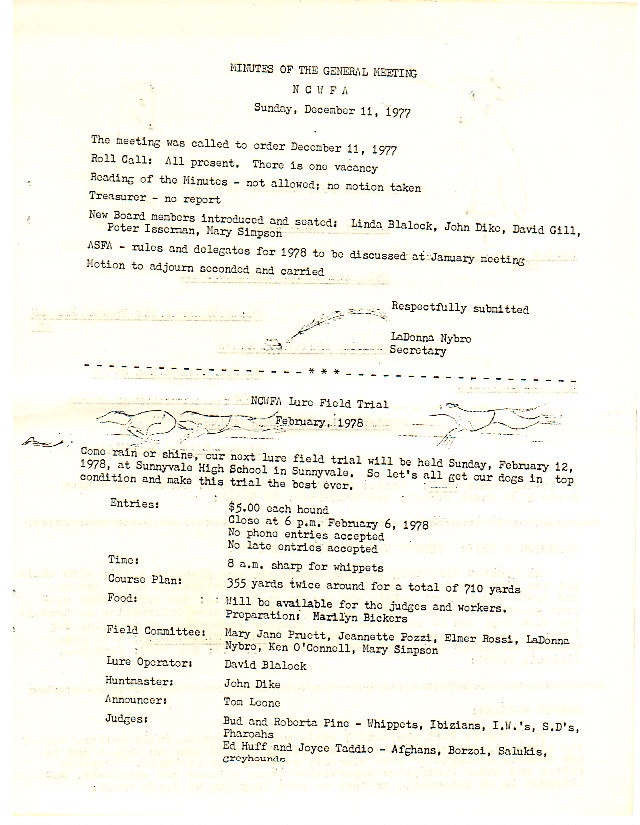 MINUTES OF THE GENERAL MEETING
N C W F A
Sunday, December 11, 1977
The meeting was called to order December 11, 1977
Roll Call: All present. There is one vacancy
Reading of the Minutes - not allowed; no motion taken
Treasurer - no report
New Board members introduced and seated: Linda Blalock, John Dike, David Gill,
Peter Isserman, Mary Simpson
ASFA - rules and delegates for 1978 to be discussed at January meeting
Motion to adjourn seconded and carried
Respectfully submitted
LaDonna Nybro
Secretary
- - - - - - - - - - - - - - - - - - - * * * - - - - - - - - - - - - - - - - - - -
NCWFA Lure Field Trial
February, 1978
Come rain or shine, our next lure field trial will be held Sunday, February 12,
1978, at Sunnyvale High School in Sunnyvale. So let's all get our dogs in top
condition and make this trial the best ever.
Entries: $5.00 each hound
Close at 6 p.m. February 6, 1978
No phone entries accepted
No late entries accepted
Time: 8 a.m. sharp for whippets
Course Plan: 355 yards twice around for a total of 710 yards
Food: Will be available for the judges and workers.
Preparation: Marilyn Bickers
Field Committee: Mary Jane Pruett, Jeannette Pozzi, Elmer Rossi, LaDonna
Nybro, Ken O'Connell, Mary Simpson
Lure Operator: David Blalock
Huntmaster: John Dike
Announcer: Tom Leone
Judges: Bud and Roberta Pine - Whippets, Ibizians, I.W.'s, S.D's,
Pharoahs
Ed Huff and Joyce Taddio - Afghans, Borzoi, Salukis,
Greyhounds